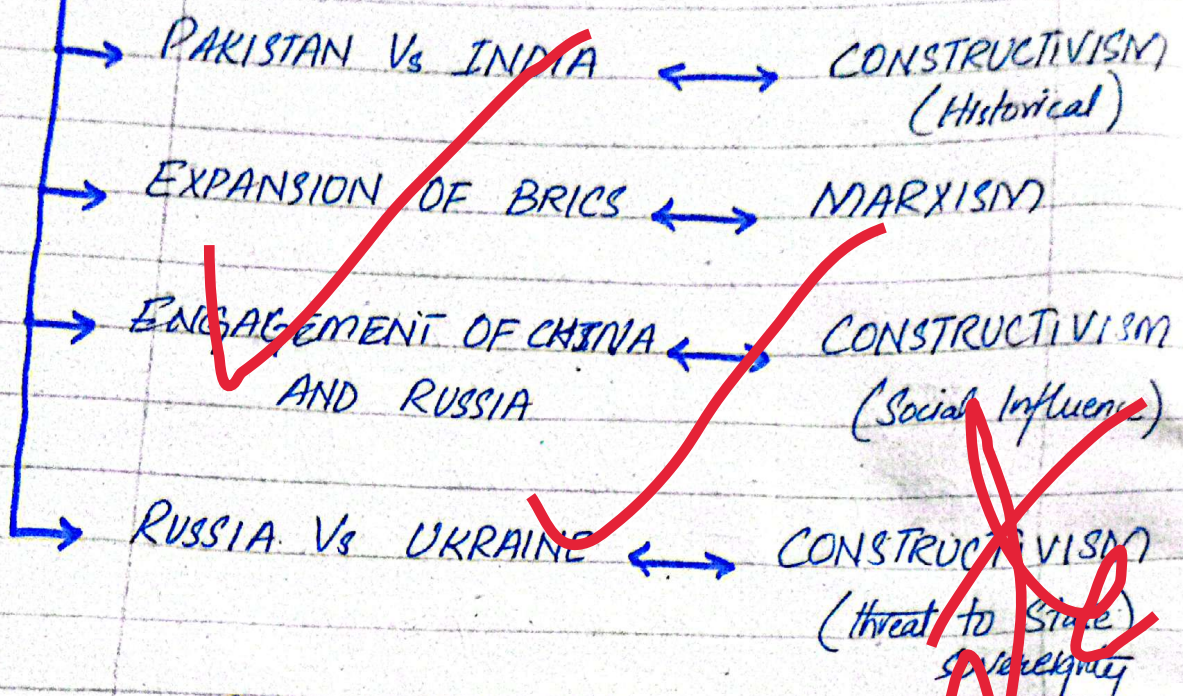 PAKISTAN Vs INDIA ↔ CONSTRUCTIVISM
(Historical)
EXPANSION OF BRICS ↔ MARXISM
ENGAGEMENT OF CHINA ↔ CONSTRUCTIVISM
AND RUSSIA (Social Influence)
RUSSIA Vs UKRAINE ↔ CONSTRUCTIVISM
(threat to State
sovereignty